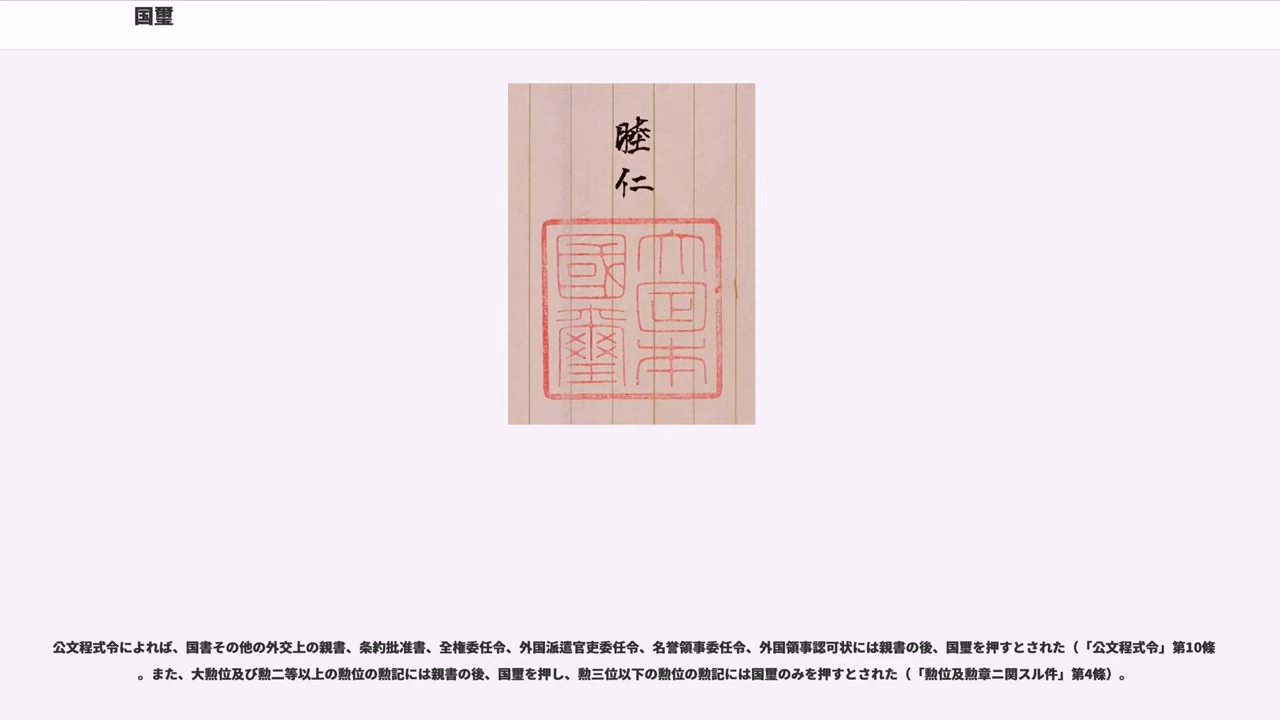 国璽
睦
仁
大日本
國璽
公文程式令によれば、国書その他の外交上の親書、条約批准書、全権委任令、外国派遣官吏委任令、名誉領事委任令、外国領事認可状には親書の後、国璽を押すとされた（「公文程式令」第10條
。また、大勲位及び勲二等以上の勲位の勲記には親書の後、国璽を押し、勲三位以下の勲位の勲記には国璽のみを押すとされた（「勲位及勲章ニ関スル件」第4條）。